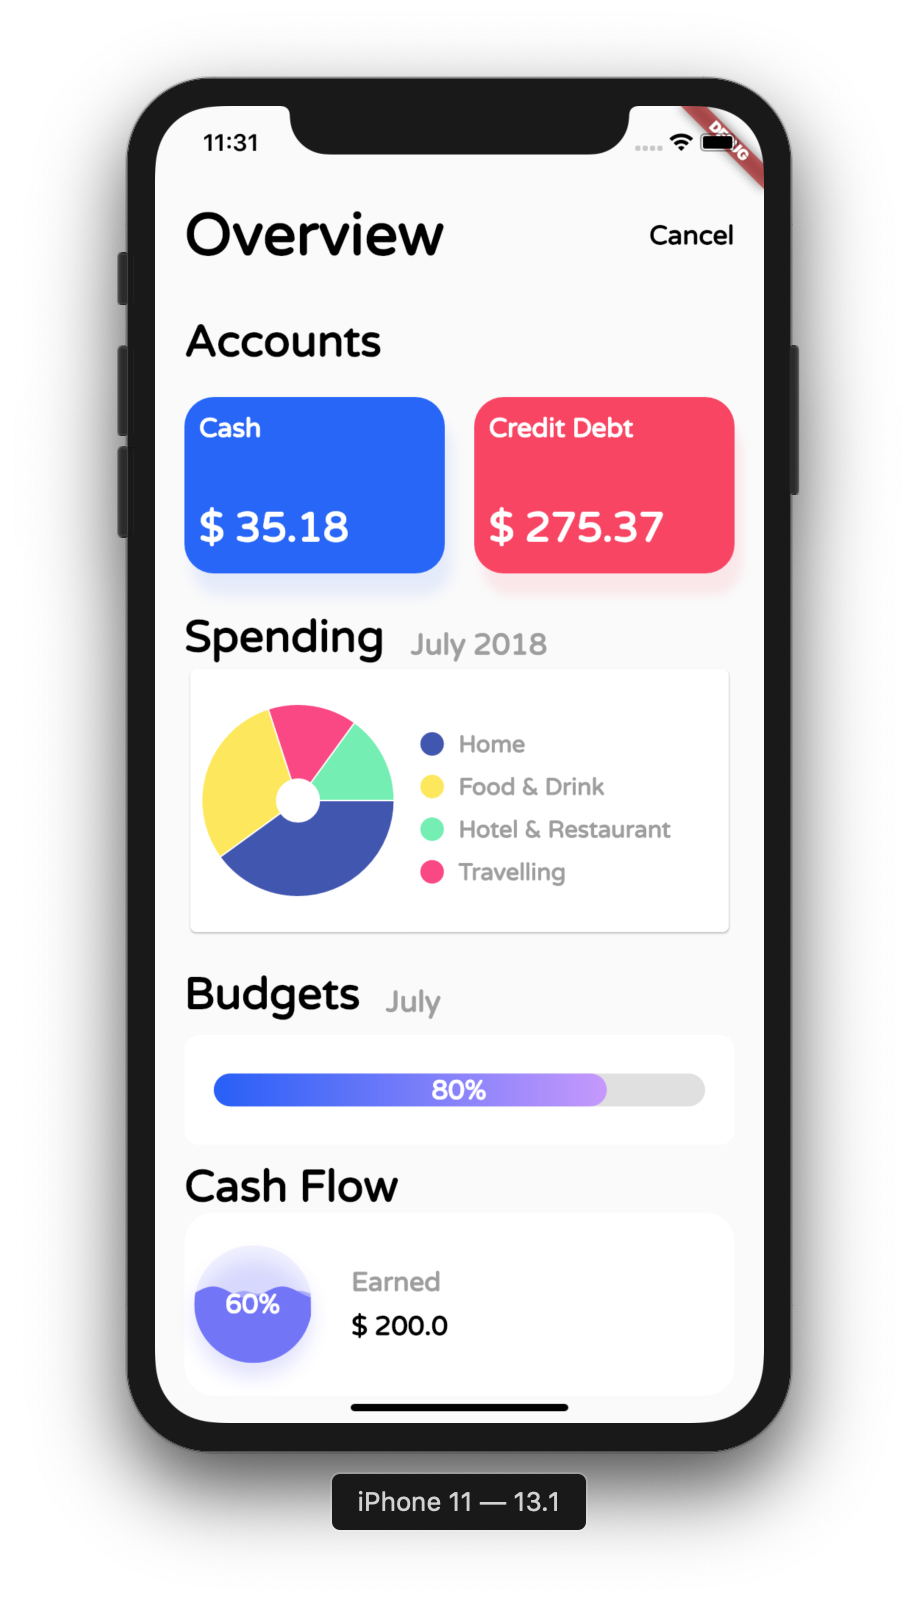 11:31
DEBUG
Overview
Cancel
Accounts
Cash
Credit Debt
$ 35.18
$ 275.37
Spending July 2018
Home
Food & Drink
Hotel & Restaurant
Travelling
Budgets July
80%
Cash Flow
Earned
60%
$ 200.0
iPhone 11 — 13.1